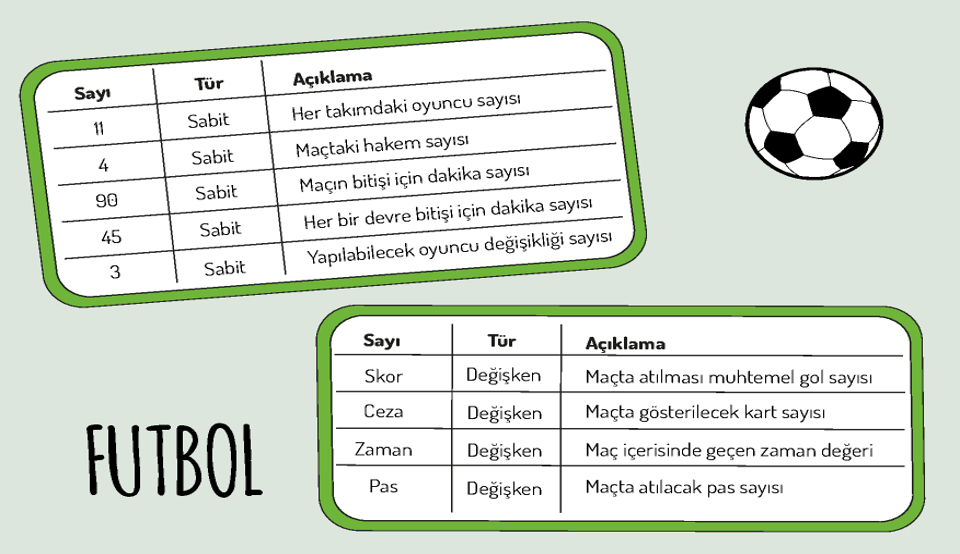 Sayı Tür Açıklama
11 Sabit Her takımdaki oyuncu sayısı
4 Sabit Maçtaki hakem sayısı
90 Sabit Maçın bitişi için dakika sayısı
45 Sabit Her bir devre bitişi için dakika sayısı
3 Sabit Yapılabilecek oyuncu değişikliği sayısı
Sayı Tür Açıklama
Skor Değişken Maçta atılması muhtemel gol sayısı
Ceza Değişken Maçta gösterilecek kart sayısı
Zaman Değişken Maç içerisinde geçen zaman değeri
Pas Değişken Maçta atılacak pas sayısı
FUTBOL